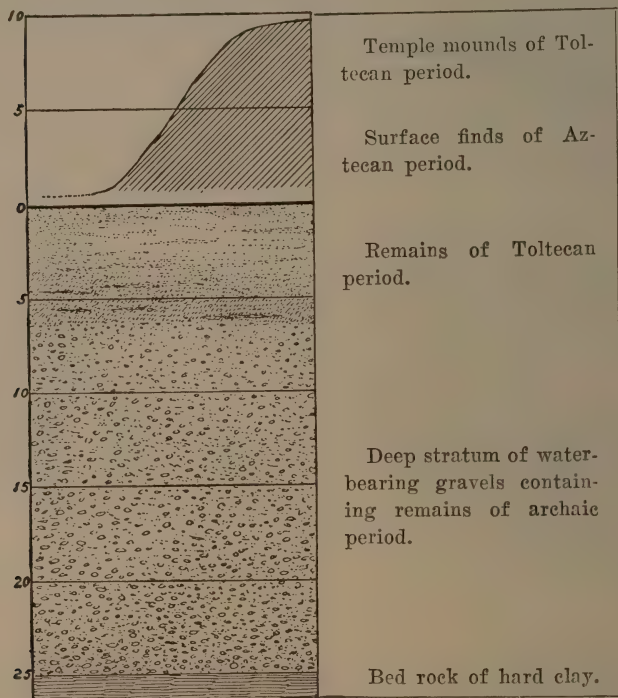 10
Temple mounds of Tol-
tecan period.
5
Surface finds of Az-
tecan period.
0
Remains of Toltecan
period.
5
10
Deep stratum of water-
bearing gravels contain-
ing remains of archaic
period.
15
20
25
Bed rock of hard clay.